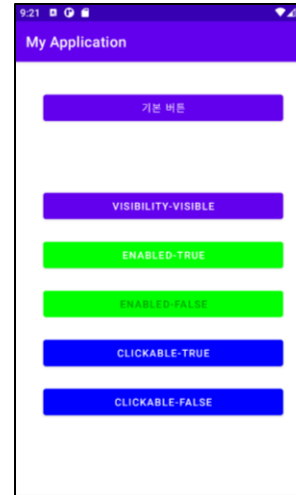 9:21
My Application
기본 버튼
VISIBILITY-VISIBLE
ENABLED-TRUE
ENABLED-FALSE
CLICKABLE-TRUE
CLICKABLE-FALSE